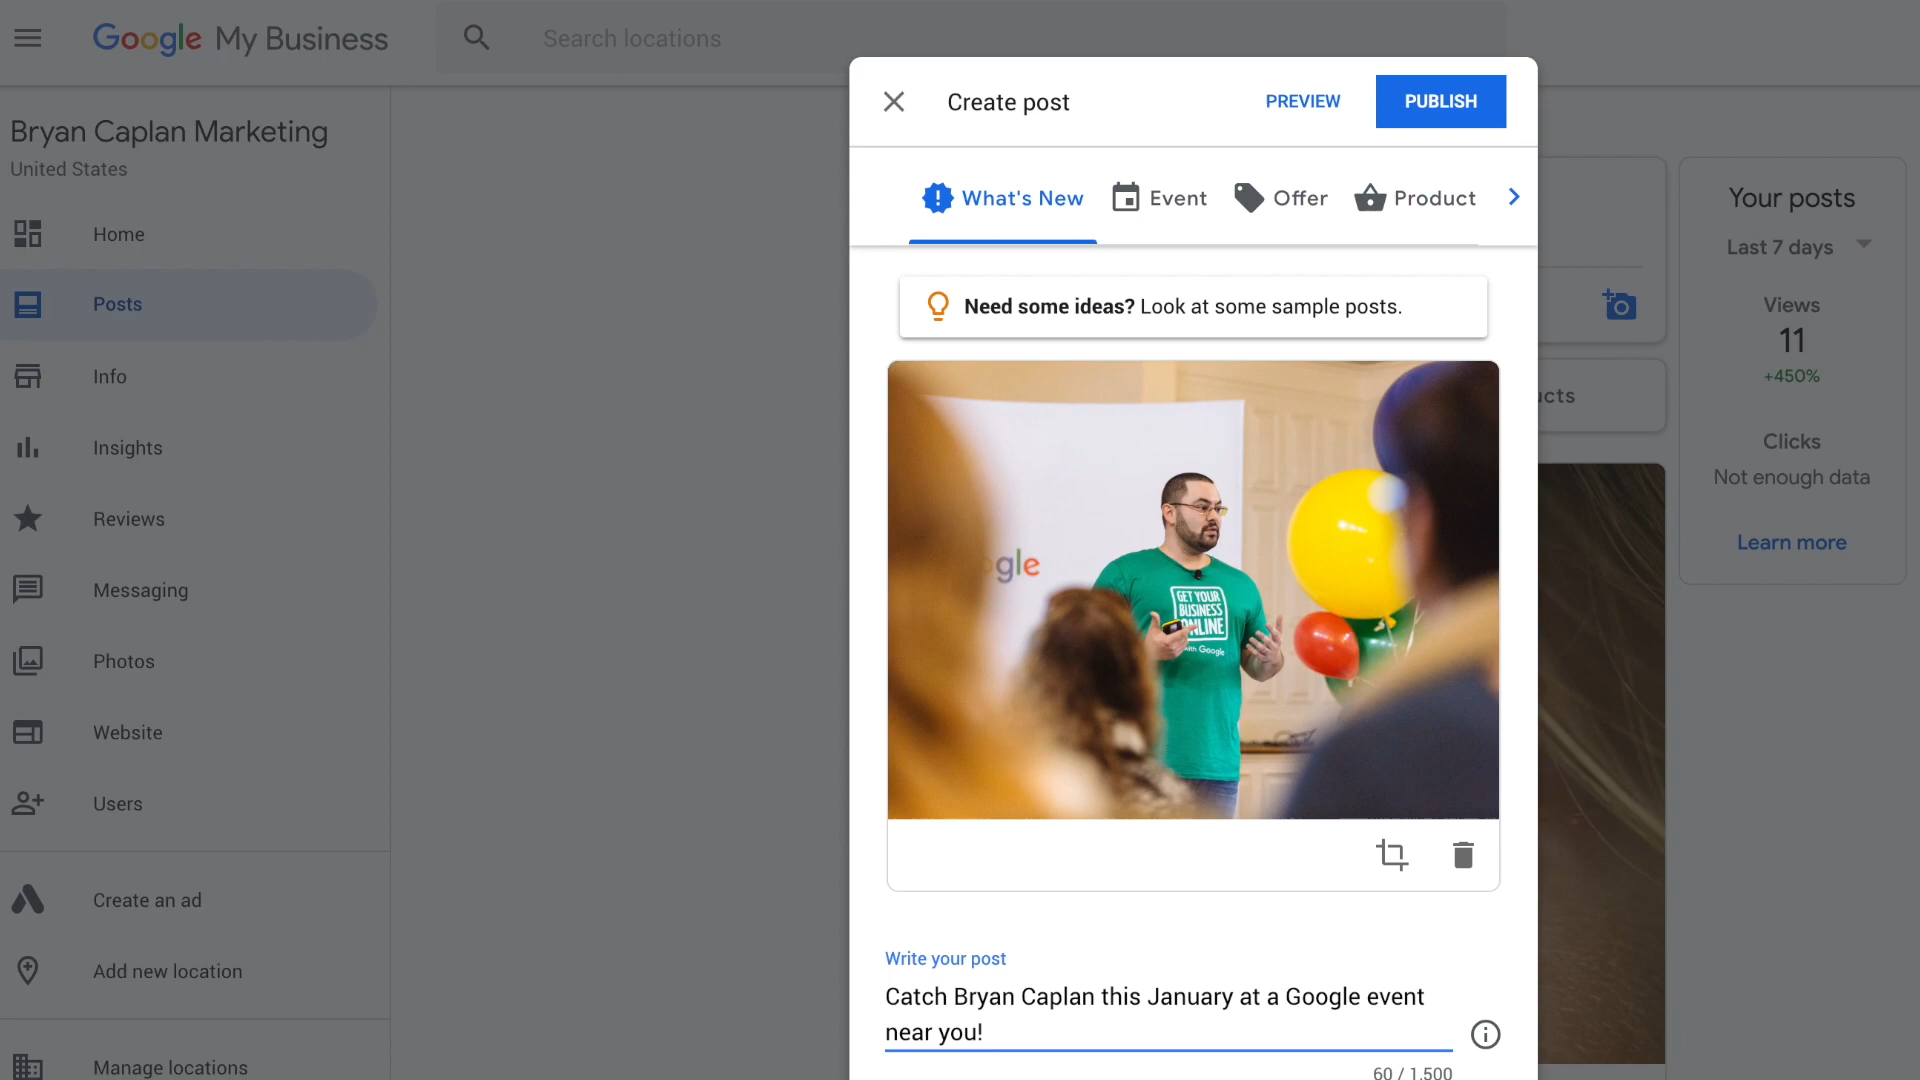 Google My Business
Search locations
Bryan Caplan Marketing
United States
Home
Posts
Info
Insights
Reviews
Messaging
Photos
Website
Users
Create an ad
Add new location
Manage locations
Create post
PREVIEW
PUBLISH
What's New
Event
Offer
Product
Need some ideas? Look at some sample posts.
ogle
GET YOUR
BUSINESS
ONLINE
with Google
Write your post
Catch Bryan Caplan this January at a Google event
near you!
60 / 1,500
ucts
Your posts
Last 7 days
Views
11
+450%
Clicks
Not enough data
Learn more